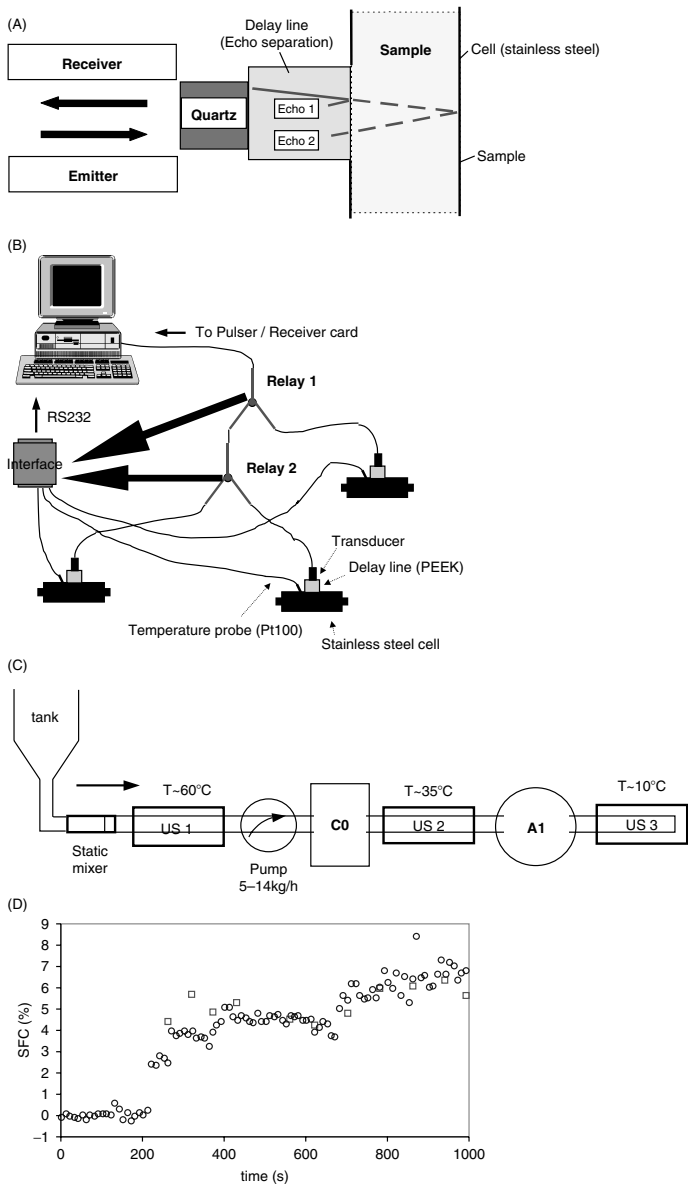 (A)
Delay line
(Echo separation)
Sample
Cell (stainless steel)
Receiver
Quartz
Echo 1
Echo 2
Emitter
Sample
(B)
To Pulser / Receiver card
Relay 1
RS232
Interface
Relay 2
Transducer
Delay line (PEEK)
Temperature probe (Pt100)
Stainless steel cell
(C)
tank
T~60°C
T~35°C
T~10°C
US 1
C0
US 2
A1
US 3
Static
mixer
Pump
5–14kg/h
(D)
9
8
7
6
5
4
3
2
1
0
–1
SFC (%)
0
200
400
600
800
1000
time (s)